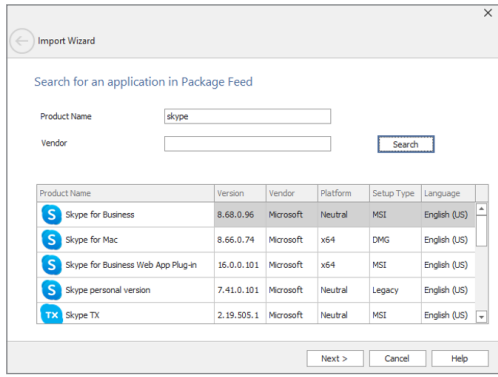 Import Wizard
Search for an application in Package Feed
Product Name skype
Vendor Search
Product Name Version Vendor Platform Setup Type Language
S Skype for Business 8.68.0.96 Microsoft Neutral MSI English (US)
S Skype for Mac 8.66.0.74 Microsoft x64 DMG English (US)
S Skype for Business Web App Plug-in 16.0.0.101 Microsoft x64 MSI English (US)
S Skype personal version 7.41.0.101 Microsoft Neutral Legacy English (US)
TX Skype TX 2.19.505.1 Microsoft Neutral MSI English (US)
Next > Cancel Help